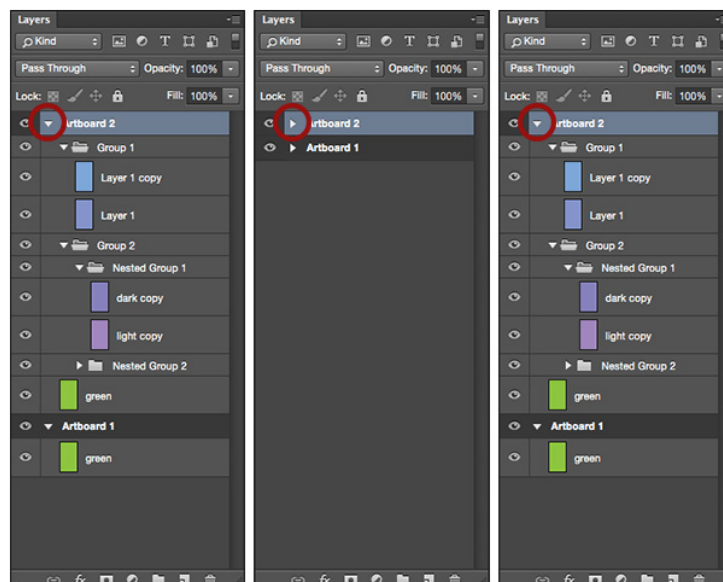 Layers
Kind
Pass Through Opacity: 100%
Lock: Fill: 100%
Artboard 2
Group 1
Layer 1 copy
Layer 1
Group 2
Nested Group 1
dark copy
light copy
Nested Group 2
green
Artboard 1
green
Layers
Kind
Pass Through Opacity: 100%
Lock: Fill: 100%
Artboard 2
Artboard 1
Layers
Kind
Pass Through Opacity: 100%
Lock: Fill: 100%
Artboard 2
Group 1
Layer 1 copy
Layer 1
Group 2
Nested Group 1
dark copy
light copy
Nested Group 2
green
Artboard 1
green